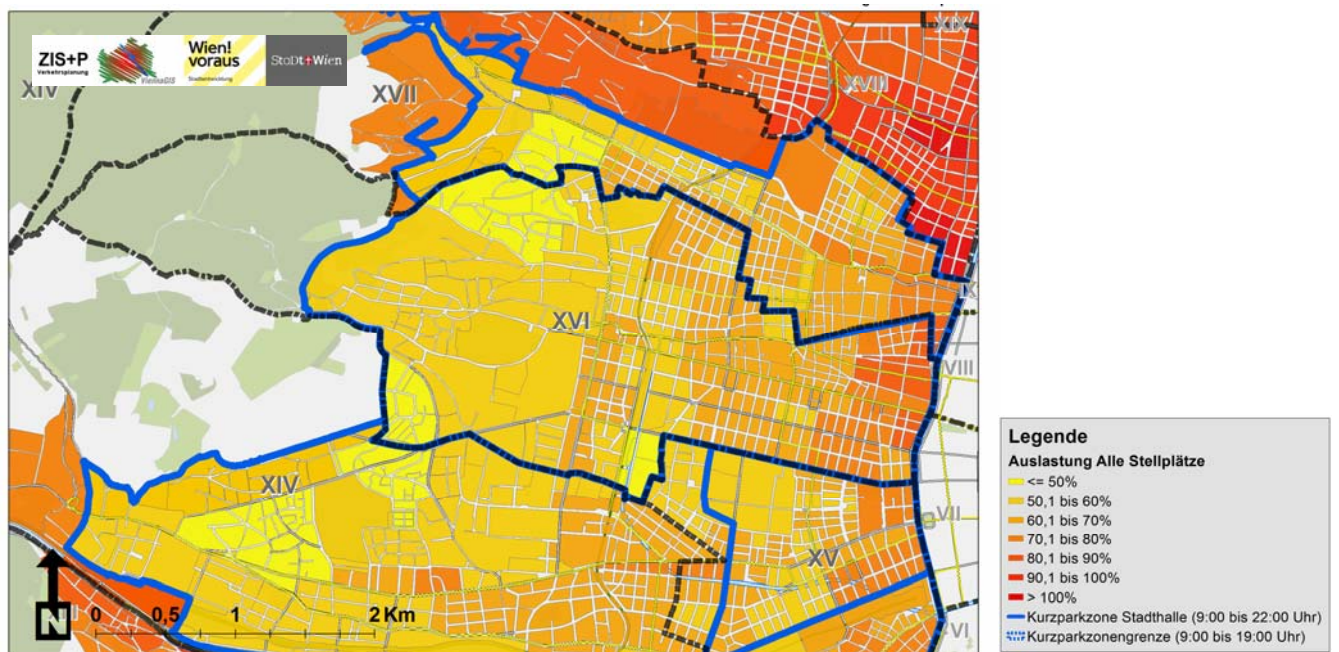 XIX
ZIS+P
Verkehrsplanung
ViennaGIS
Wien!
voraus
Stadtentwicklung
StaDt Wien
XIV
XVII
XVIII
XVI
VIII
XIV
VII
XV
VI
N
0 0,5 1 2 Km
Legende
Auslastung Alle Stellplätze
<= 50%
50,1 bis 60%
60,1 bis 70%
70,1 bis 80%
80,1 bis 90%
90,1 bis 100%
> 100%
Kurzparkzone Stadthalle (9:00 bis 22:00 Uhr)
Kurzparkzonengrenze (9:00 bis 19:00 Uhr)